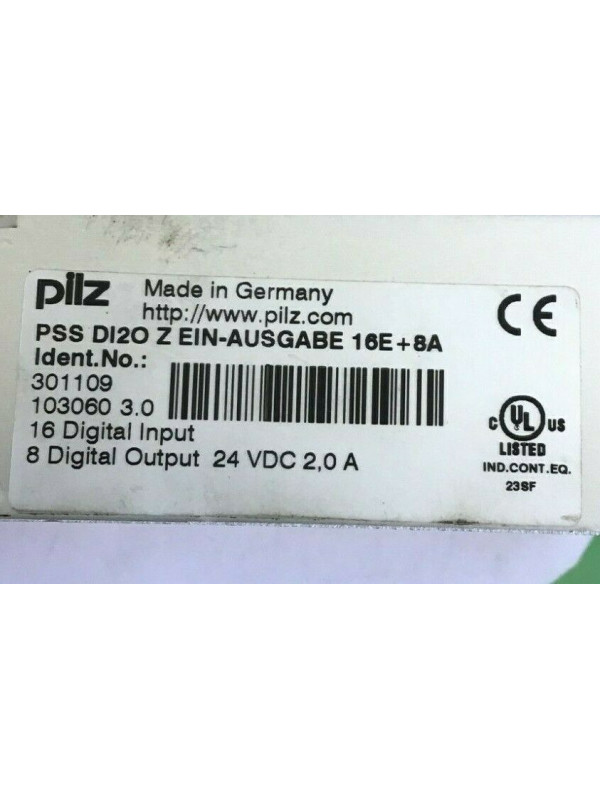 pilz
Made in Germany
http://www.pilz.com
PSS DI2O Z EIN-AUSGABE 16E+8A
Ident.No.:
301109
103060 3.0
16 Digital Input
8 Digital Output 24 VDC 2,0 A
CE
C UL US
LISTED
IND.CONT.EQ.
23SF